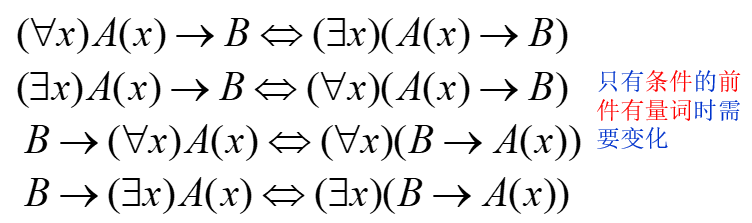 (∀x)A(x) → B ⇔ (∃x)(A(x) → B)
(∃x)A(x) → B ⇔ (∀x)(A(x) → B)
B → (∀x)A(x) ⇔ (∀x)(B → A(x))
B → (∃x)A(x) ⇔ (∃x)(B → A(x))
只有条件的前
件有量词时需
要变化